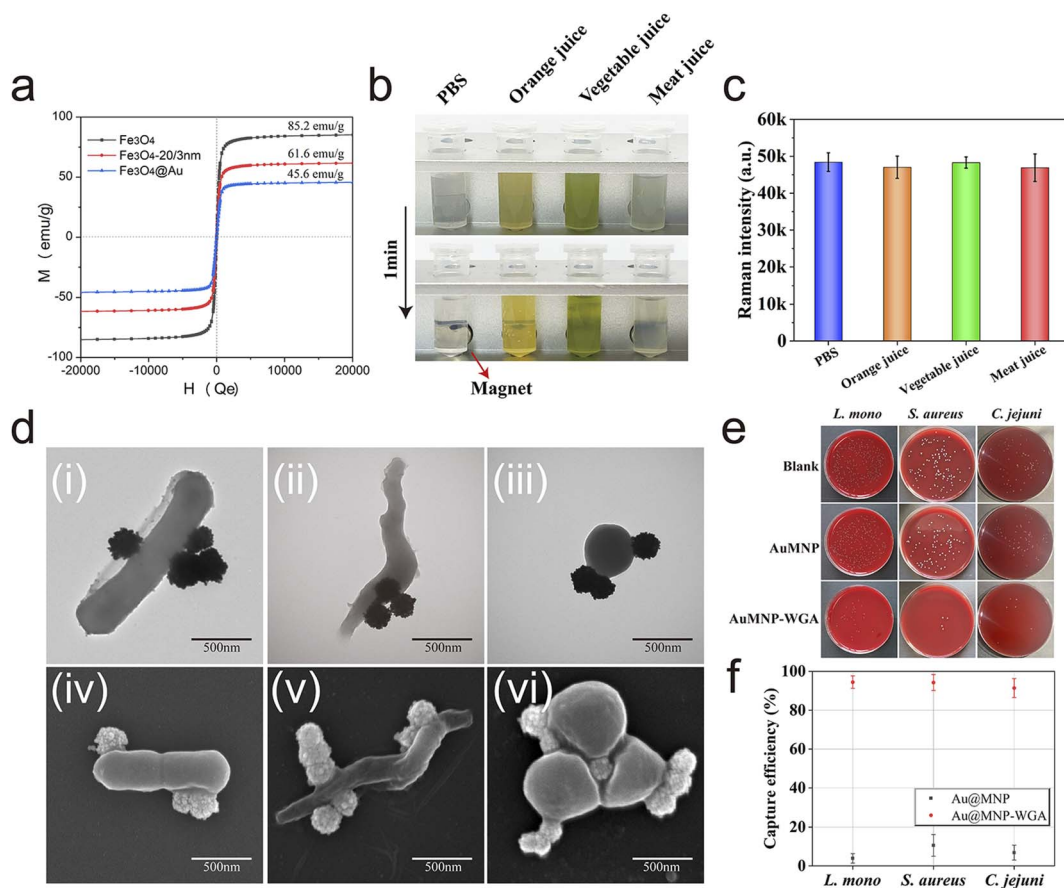 a
100
50
0
-50
-100
M ( emu/g )
Fe3O4
Fe3O4-20/3nm
Fe3O4@Au
85.2 emu/g
61.6 emu/g
45.6 emu/g
-20000 -10000 0 10000 20000
H ( Qe )
b
PBS
Orange juice
Vegetable juice
Meat juice
1min
Magnet
c
60k
50k
40k
30k
20k
10k
0
Raman intensity (a.u.)
PBS
Orange juice
Vegetable juice
Meat juice
d
(i)
500nm
(ii)
500nm
(iii)
500nm
(iv)
500nm
(v)
500nm
(vi)
500nm
e
L. mono S. aureus C. jejuni
Blank
AuMNP
AuMNP-WGA
f
100
80
60
40
20
0
Capture efficiency (%)
Au@MNP
Au@MNP-WGA
L. mono S. aureus C. jejuni